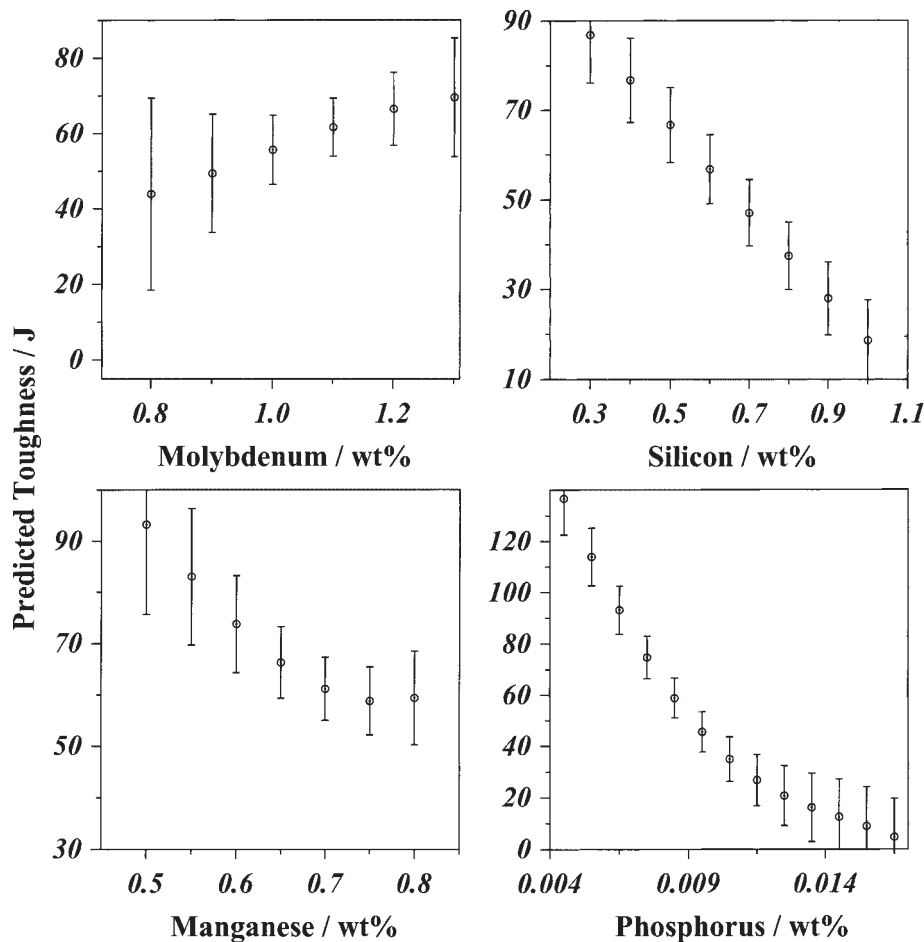 Predicted Toughness / J
80
60
40
20
0
0.8 1.0 1.2
Molybdenum / wt%
90
70
50
30
10
0.3 0.5 0.7 0.9 1.1
Silicon / wt%
90
70
50
30
0.5 0.6 0.7 0.8
Manganese / wt%
120
100
80
60
40
20
0
0.004 0.009 0.014
Phosphorus / wt%